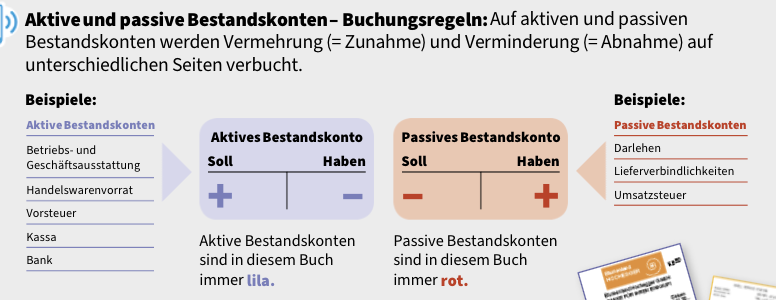 Aktive und passive Bestandskonten – Buchungsregeln: Auf aktiven und passiven
Bestandskonten werden Vermehrung (= Zunahme) und Verminderung (= Abnahme) auf
unterschiedlichen Seiten verbucht.
Beispiele:
Aktive Bestandskonten
Betriebs- und
Geschäftsausstattung
Handelswarenvorrat
Vorsteuer
Kassa
Bank
Aktives Bestandskonto
Soll Haben
+ −
Aktive Bestandskonten
sind in diesem Buch
immer lila.
Passives Bestandskonto
Soll Haben
− +
Passive Bestandskonten
sind in diesem Buch
immer rot.
Beispiele:
Passive Bestandskonten
Darlehen
Lieferverbindlichkeiten
Umsatzsteuer